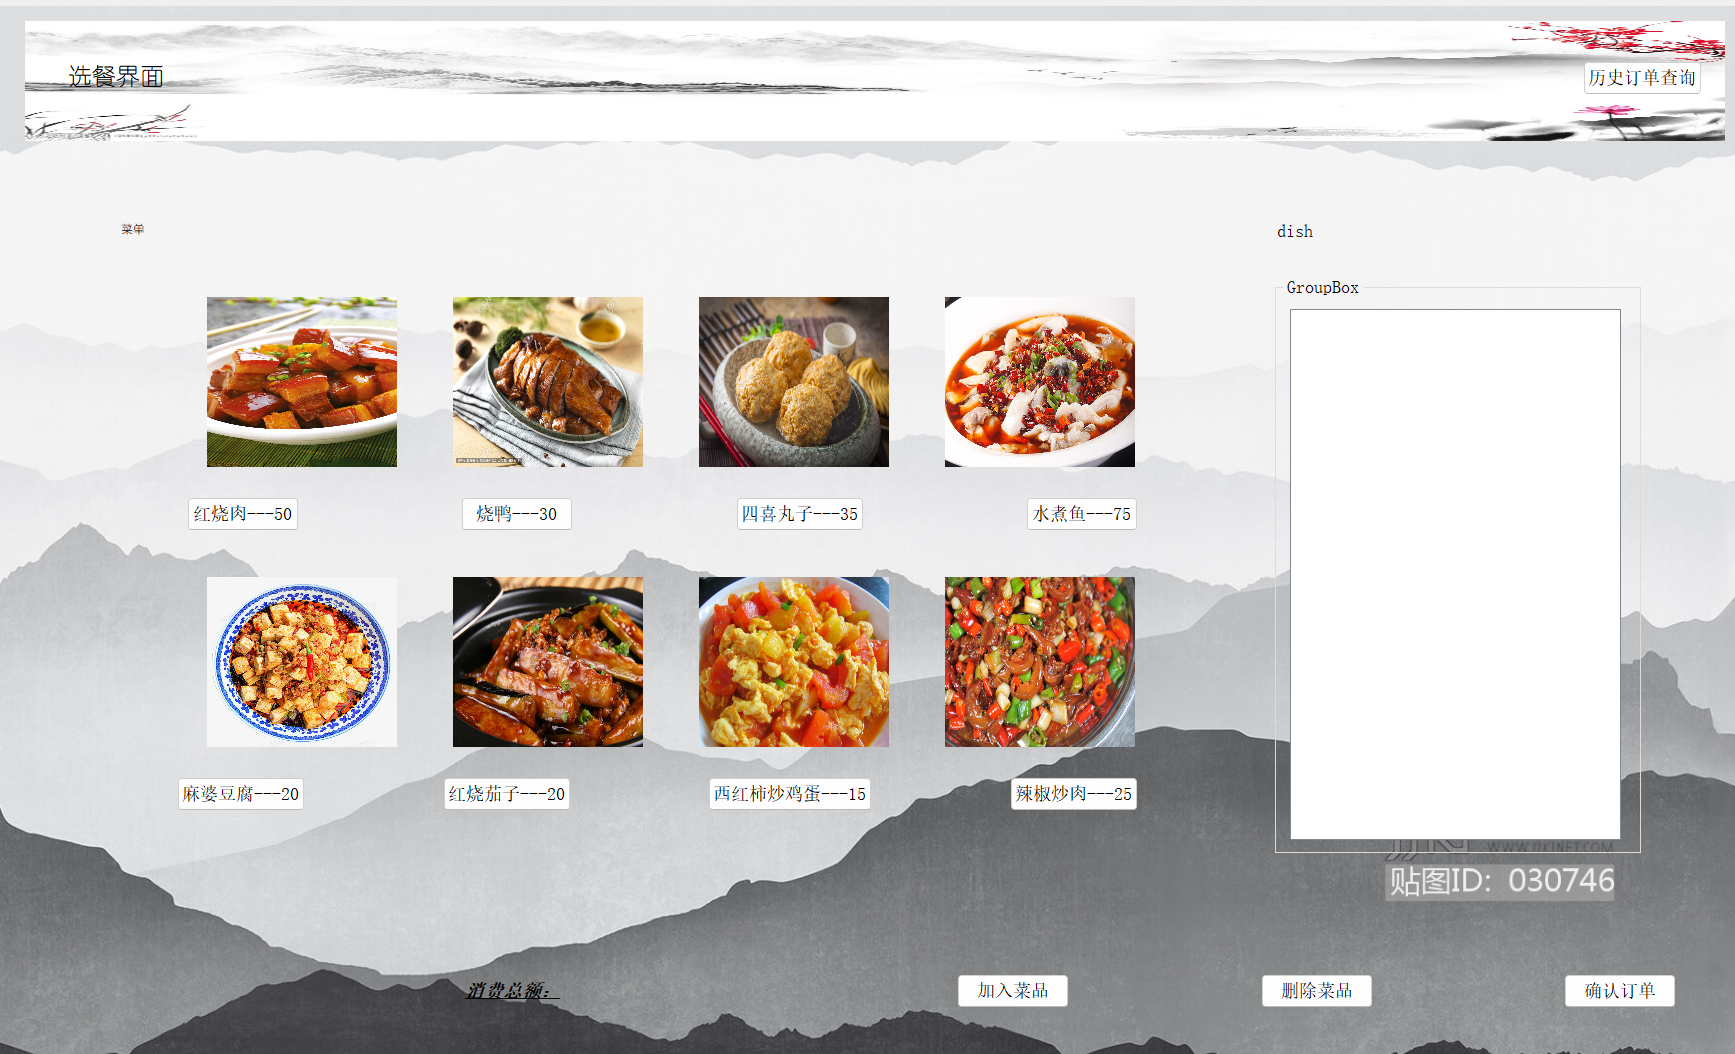 选餐界面
历史订单查询
菜单
dish
GroupBox
红烧肉---50
烧鸭---30
四喜丸子---35
水煮鱼---75
麻婆豆腐---20
红烧茄子---20
西红柿炒鸡蛋---15
辣椒炒肉---25
贴图ID：030746
消费总额：
加入菜品
删除菜品
确认订单